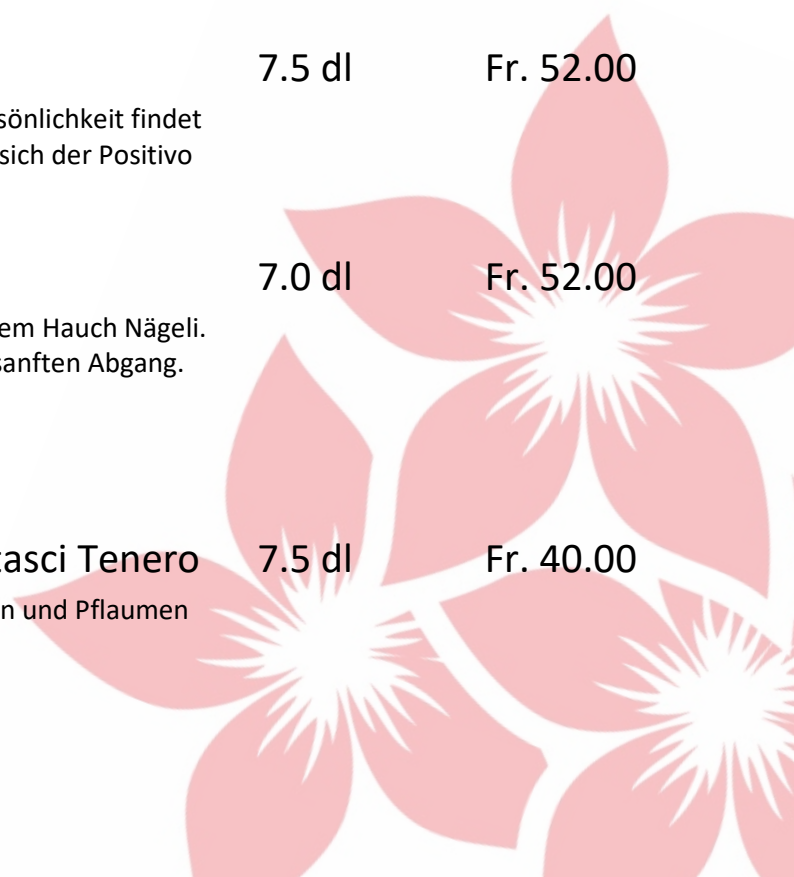 7.5 dl Fr. 52.00
sönlichkeit findet
sich der Positivo
7.0 dl Fr. 52.00
em Hauch Nägeli.
sanften Abgang.
tasci Tenero 7.5 dl Fr. 40.00
n und Pflaumen